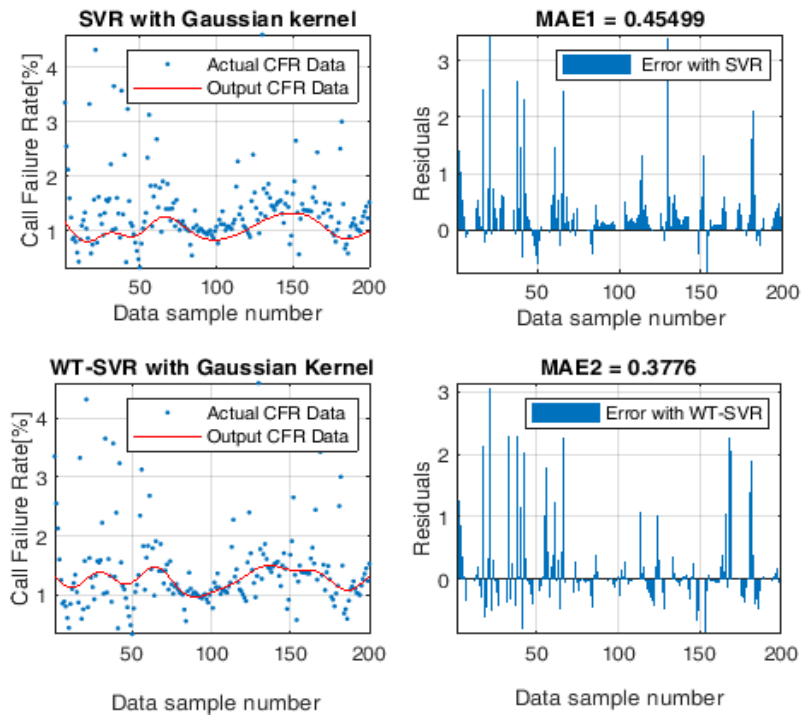 SVR with Gaussian kernel
Call Failure Rate[%]
4
3
2
1
Actual CFR Data
Output CFR Data
50
100
150
200
Data sample number
MAE1 = 0.45499
Residuals
3
2
1
0
Error with SVR
50
100
150
200
Data sample number
WT-SVR with Gaussian Kernel
Call Failure Rate[%]
4
3
2
1
Actual CFR Data
Output CFR Data
50
100
150
200
Data sample number
MAE2 = 0.3776
Residuals
3
2
1
0
Error with WT-SVR
50
100
150
200
Data sample number